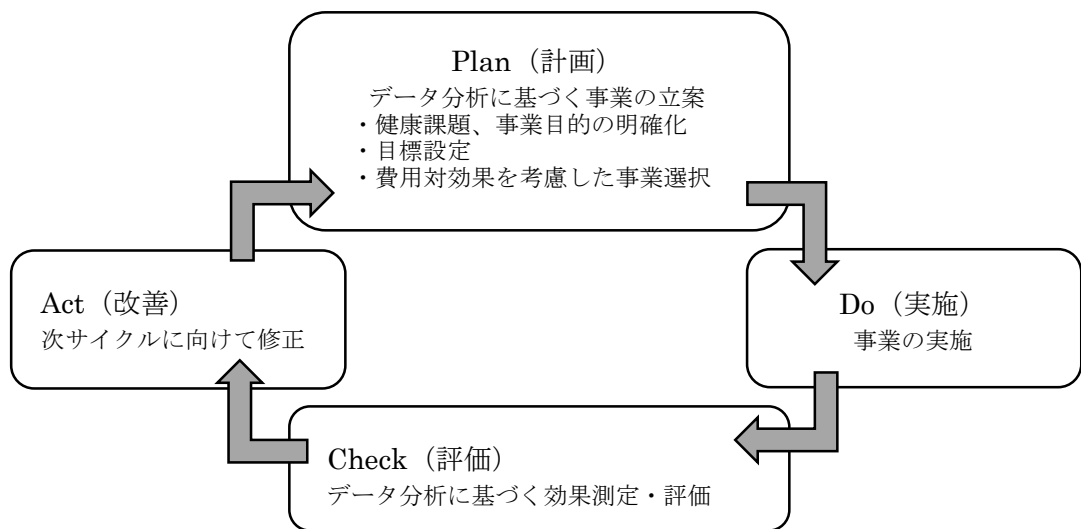 Plan（計画）
データ分析に基づく事業の立案
・健康課題、事業目的の明確化
・目標設定
・費用対効果を考慮した事業選択
Do（実施）
事業の実施
Check（評価）
データ分析に基づく効果測定・評価
Act（改善）
次サイクルに向けて修正